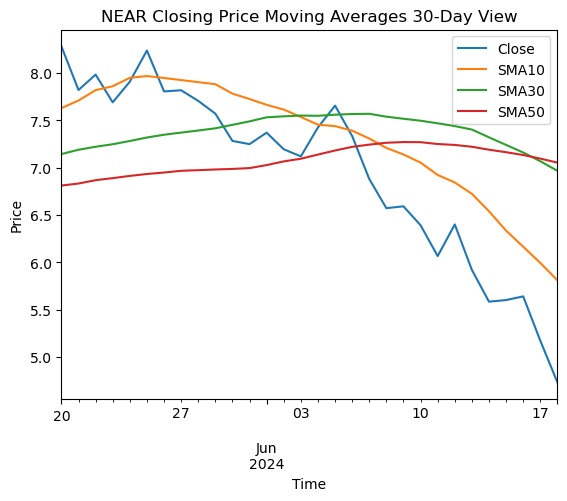 NEAR Closing Price Moving Averages 30-Day View
Close
SMA10
SMA30
SMA50
8.0
7.5
7.0
6.5
6.0
5.5
5.0
Price
20 27 03 10 17
Jun
2024
Time